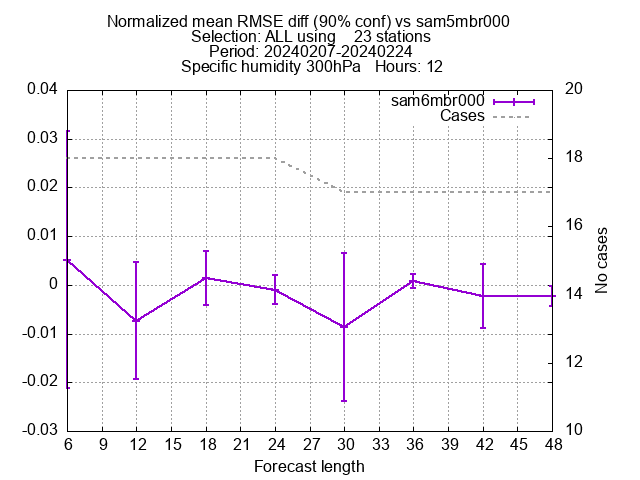 Normalized mean RMSE diff (90% conf) vs sam5mbr000
Selection: ALL using    23 stations
Period: 20240207-20240224
Specific humidity 300hPa   Hours: 12
sam6mbr000
Cases
0.04
0.03
0.02
0.01
0
-0.01
-0.02
-0.03
20
18
16
14
12
10
No cases
6 9 12 15 18 21 24 27 30 33 36 39 42 45 48
Forecast length